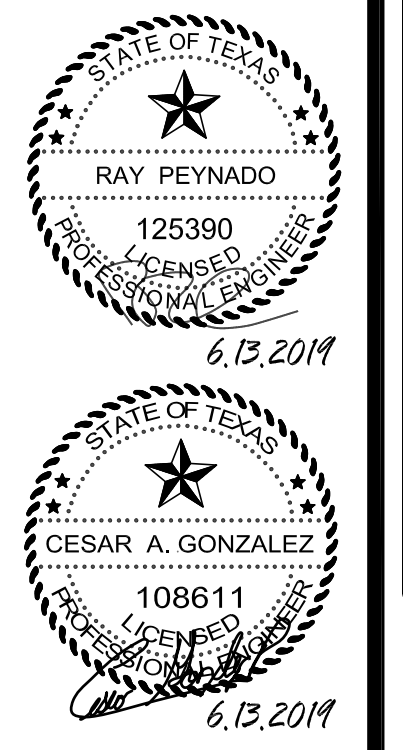 STATE OF TEXAS
RAY PEYNADO
125390
LICENSED
PROFESSIONAL ENGINEER
6.13.2019
STATE OF TEXAS
CESAR A. GONZALEZ
108611
LICENSED
PROFESSIONAL ENGINEER
6.13.2019